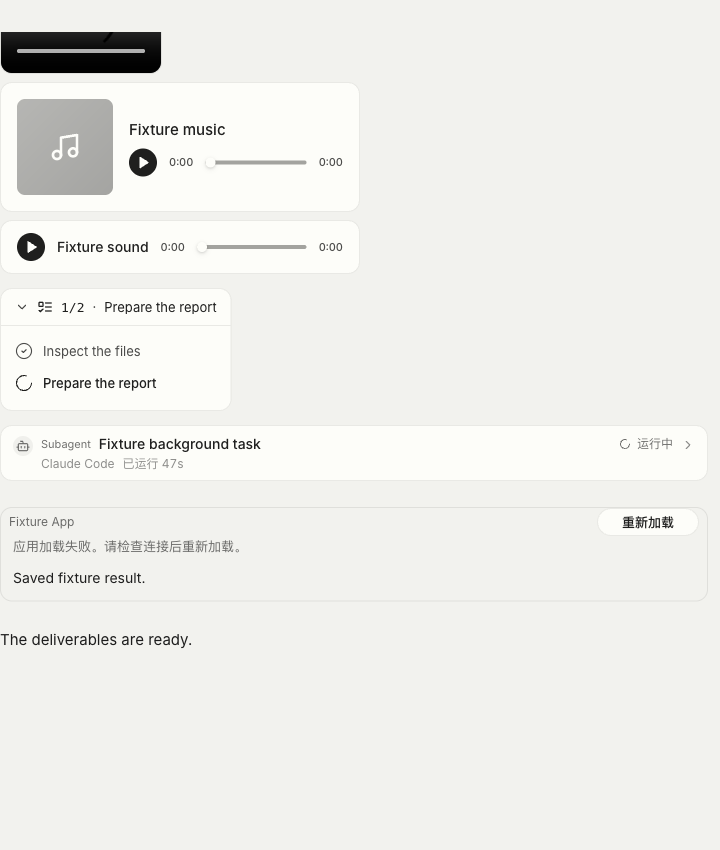 Fixture music
0:00 0:00
Fixture sound 0:00 0:00
1/2 · Prepare the report
Inspect the files
Prepare the report
Subagent Fixture background task 运行中
Claude Code 已运行 47s
Fixture App 重新加载
应用加载失败。请检查连接后重新加载。
Saved fixture result.
The deliverables are ready.